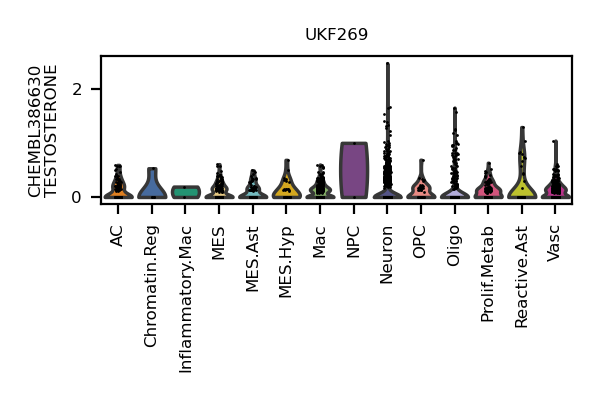 UKF269
CHEMBL386630
TESTOSTERONE
2
0
AC
Chromatin.Reg
Inflammatory.Mac
MES
MES.Ast
MES.Hyp
Mac
NPC
Neuron
OPC
Oligo
Prolif.Metab
Reactive.Ast
Vasc